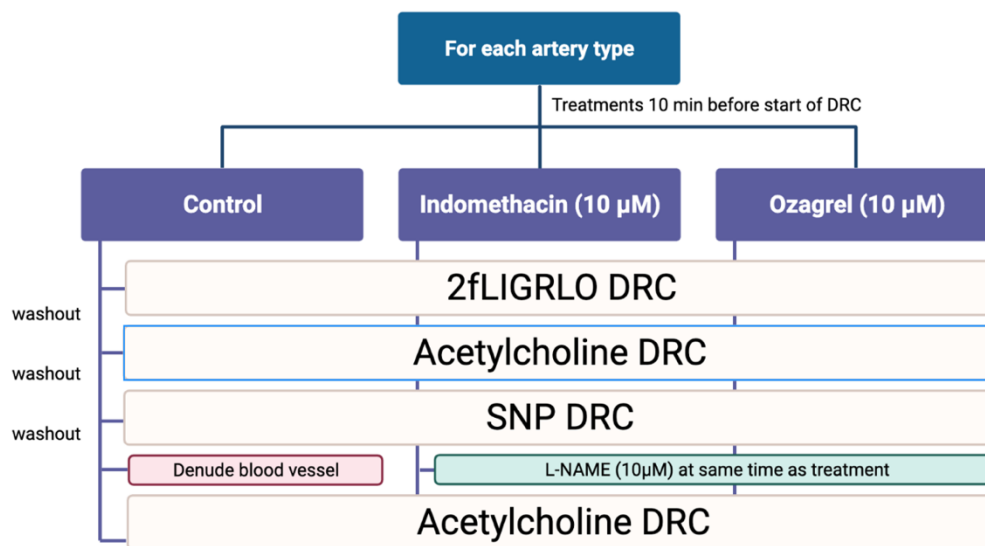 For each artery type
Treatments 10 min before start of DRC
Control
Indomethacin (10 µM)
Ozagrel (10 µM)
2fLIGRLO DRC
washout
Acetylcholine DRC
washout
SNP DRC
washout
Denude blood vessel
L-NAME (10µM) at same time as treatment
Acetylcholine DRC